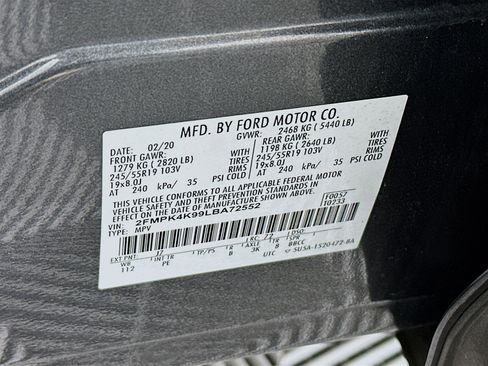 MFD. BY FORD MOTOR CO.
DATE: 02/20 GVWR: 2468 KG ( 5440 LB)
FRONT GAWR: REAR GAWR:
1279 KG ( 2820 LB) 1198 KG ( 2640 LB)
245/55R19 103V TIRES 245/55R19 103V TIRES
19x8.0J RIMS 19x8.0J RIMS
AT 240 kPa/ 35 PSI COLD AT 240 kPa/ 35 PSI COLD
THIS VEHICLE CONFORMS TO ALL APPLICABLE FEDERAL MOTOR
VEHICLE SAFETY AND THEFT PREVENTION STANDARDS IN
EFFECT ON THE DATE OF MANUFACTURE SHOWN ABOVE.
VIN: 2FMPK4K99LBA72552 F0057
TYPE: MPV 10233
EXT PNT: RC: 72 DSO:
WB INT TR TP/PS R AXLE TR SPR
112 PE B 3K 8 BBCC
UTC 5U5A-1520472-BA